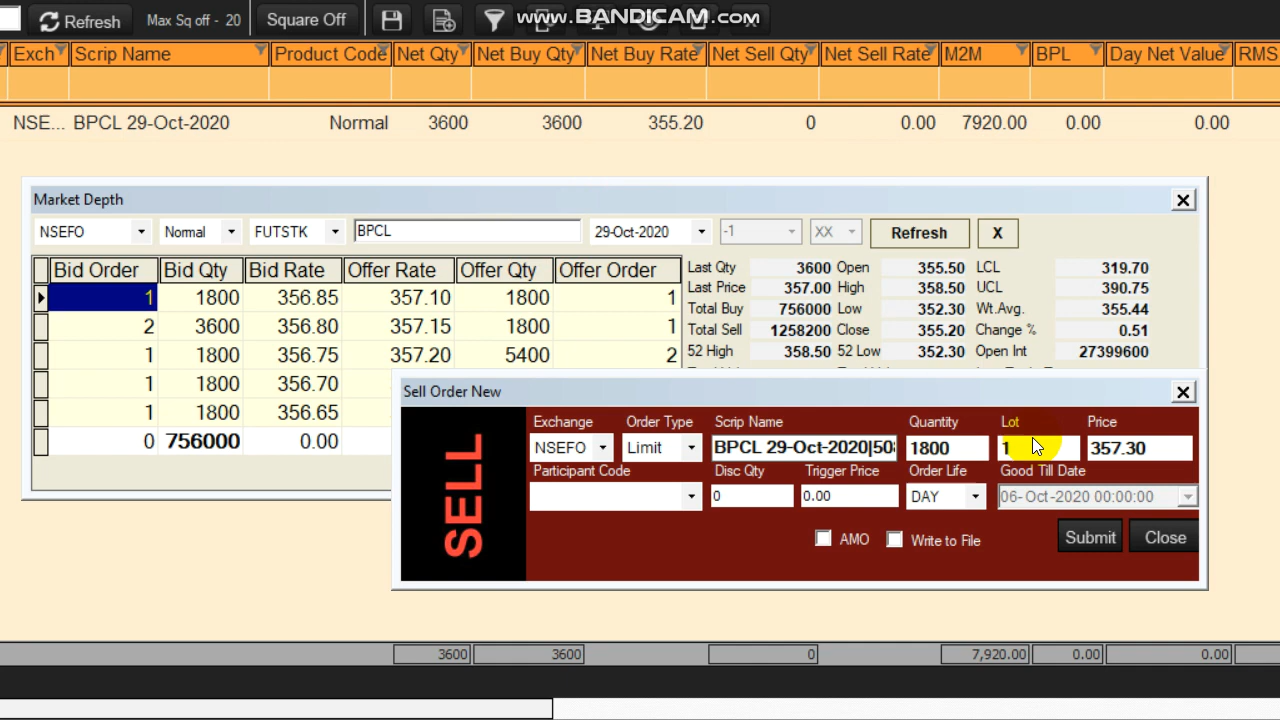 Refresh Max Sq off - 20 Square Off www.BANDICAM.com
Exch Scrip Name Product Code Net Qty Net Buy Qty Net Buy Rate Net Sell Qty Net Sell Rate M2M BPL Day Net Value RMS
NSE... BPCL 29-Oct-2020 Normal 3600 3600 355.20 0 0.00 7920.00 0.00 0.00
Market Depth
NSEFO Normal FUTSTK BPCL 29-Oct-2020 -1 XX Refresh X
Bid Order Bid Qty Bid Rate Offer Rate Offer Qty Offer Order
1 1800 356.85 357.10 1800 1
2 3600 356.80 357.15 1800 1
1 1800 356.75 357.20 5400 2
1 1800 356.70
1 1800 356.65
0 756000 0.00
Last Qty 3600 Open 355.50 LCL 319.70
Last Price 357.00 High 358.50 UCL 390.75
Total Buy 756000 Low 352.30 Wt.Avg. 355.44
Total Sell 1258200 Close 355.20 Change % 0.51
52 High 358.50 52 Low 352.30 Open Int 27399600
Sell Order New
SELL
Exchange Order Type Scrip Name Quantity Lot Price
NSEFO Limit BPCL 29-Oct-2020|50 1800 1 357.30
Participant Code Disc Qty Trigger Price Order Life Good Till Date
0 0.00 DAY 06-Oct-2020 00:00:00
AMO Write to File Submit Close
3600 3600 0 7,920.00 0.00 0.00